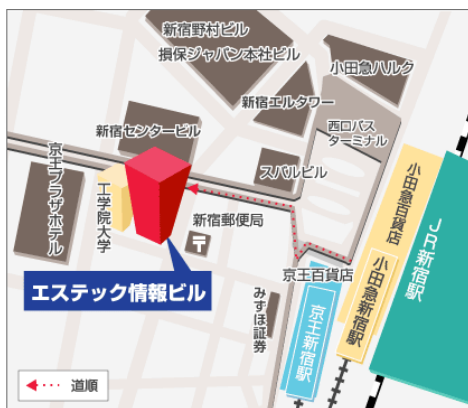 新宿野村ビル
損保ジャパン本社ビル
小田急ハルク
新宿エルタワー
新宿センタービル
西口バス
ターミナル
スバルビル
京王プラザホテル
工学院大学
新宿郵便局
小田急百貨店
JR新宿駅
エステック情報ビル
京王百貨店
小田急新宿駅
みずほ証券
京王新宿駅
道順